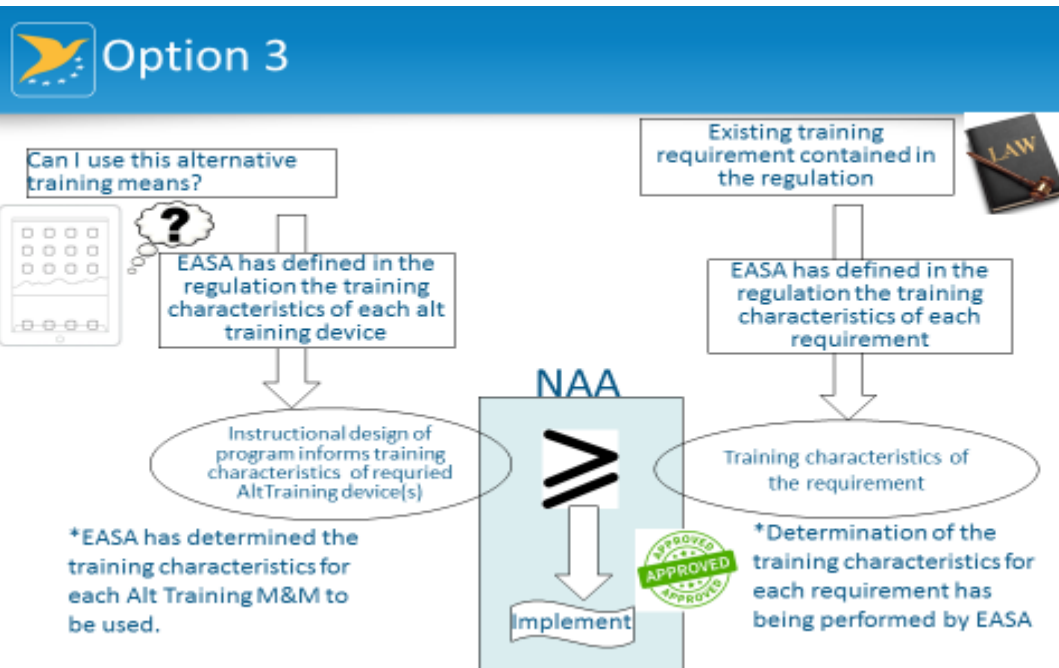 Option 3
Can I use this alternative
training means?
?
EASA has defined in the
regulation the training
characteristics of each alt
training device
Instructional design of
program informs training
characteristics of requried
AltTraining device(s)
*EASA has determined the
training characteristics for
each Alt Training M&M to
be used.
NAA
≥
Implement
APPROVED
APPROVED
APPROVED
Existing training
requirement contained in
the regulation
LAW
EASA has defined in the
regulation the training
characteristics of each
requirement
Training characteristics of
the requirement
*Determination of the
training characteristics for
each requirement has
being performed by EASA